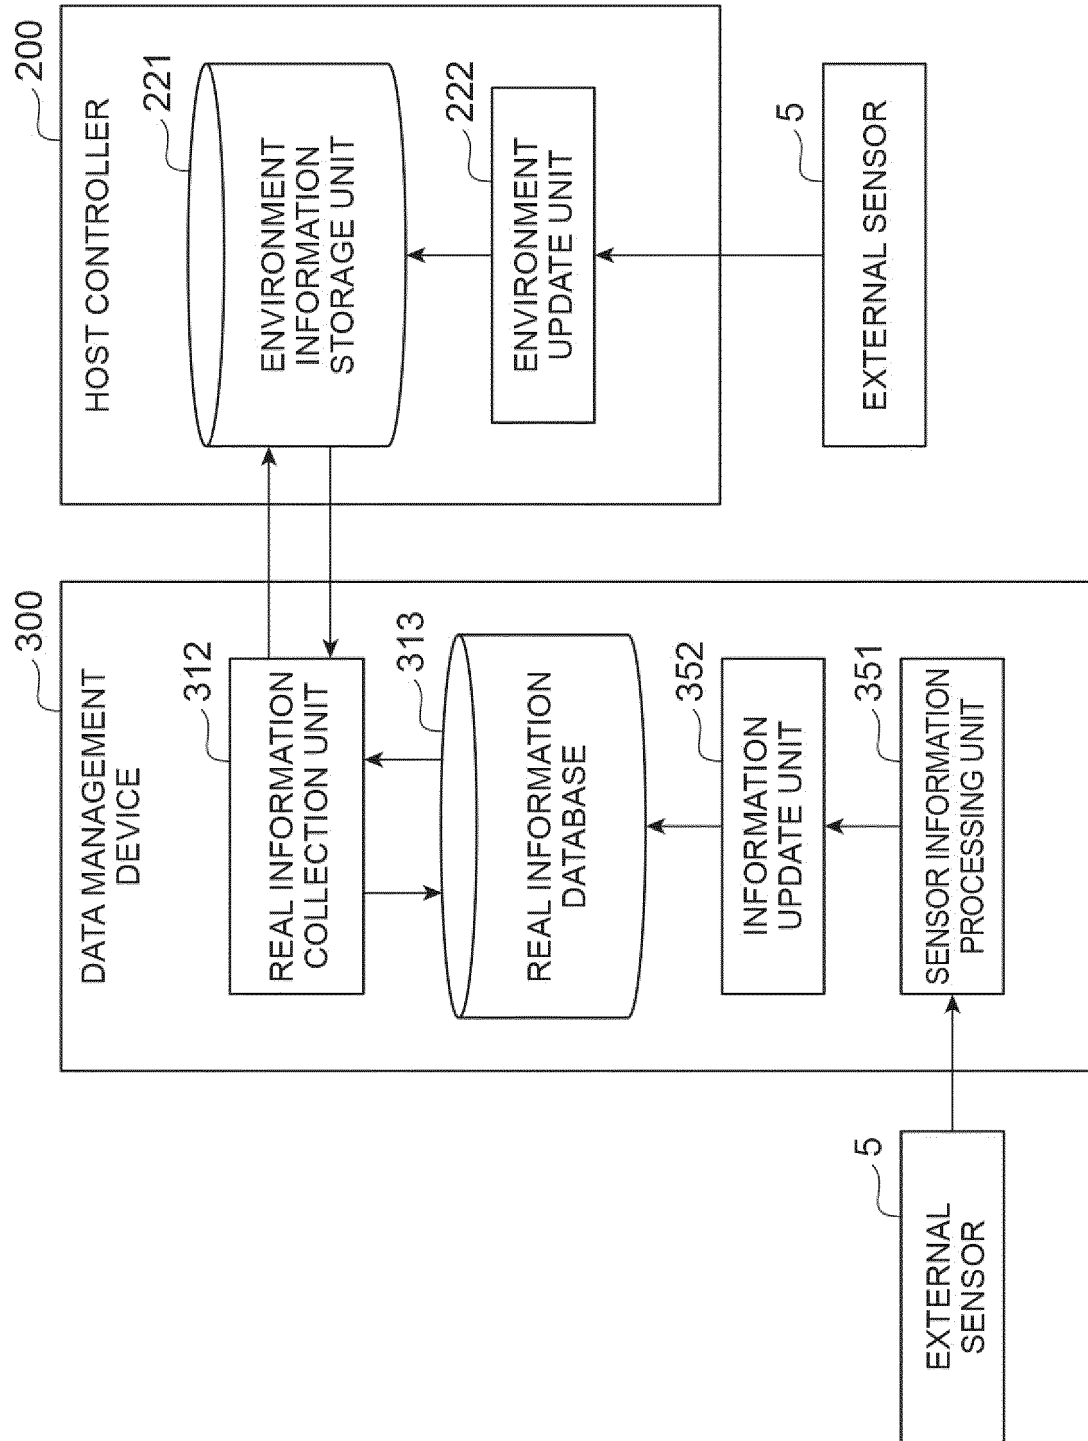 300
DATA MANAGEMENT
DEVICE
312
REAL INFORMATION
COLLECTION UNIT
313
REAL INFORMATION
DATABASE
352
INFORMATION
UPDATE UNIT
351
SENSOR INFORMATION
PROCESSING UNIT
5
EXTERNAL
SENSOR
200
HOST CONTROLLER
221
ENVIRONMENT
INFORMATION
STORAGE UNIT
222
ENVIRONMENT
UPDATE UNIT
5
EXTERNAL SENSOR